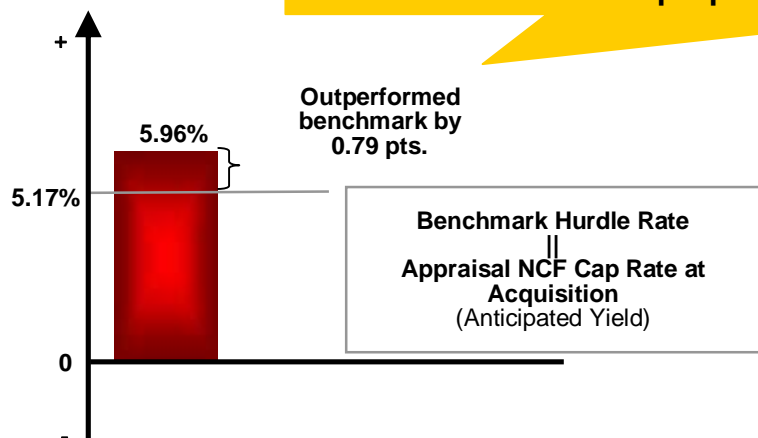 +
Outperformed
benchmark by
0.79 pts.
5.96%
5.17%
Benchmark Hurdle Rate
||
Appraisal NCF Cap Rate at
Acquisition
(Anticipated Yield)
0